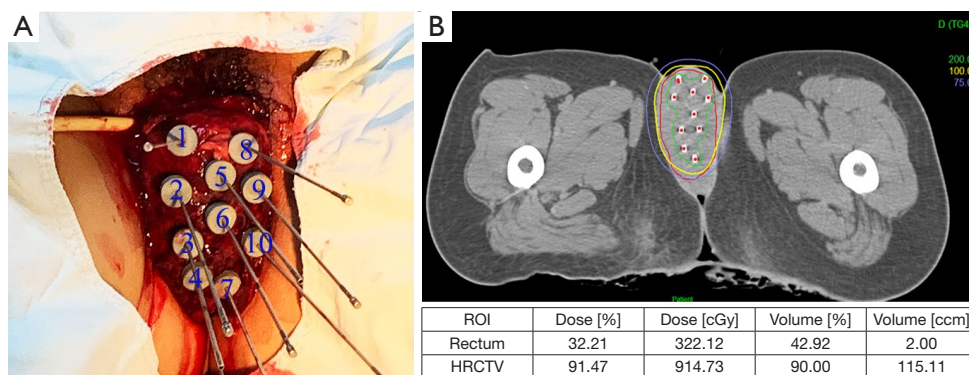 A
B
1
8
5
2
9
6
3
10
4
7
D (TG4
200.
100.
75.
Patient
ROI Dose [%] Dose [cGy] Volume [%] Volume [ccm]
Rectum 32.21 322.12 42.92 2.00
HRCTV 91.47 914.73 90.00 115.11